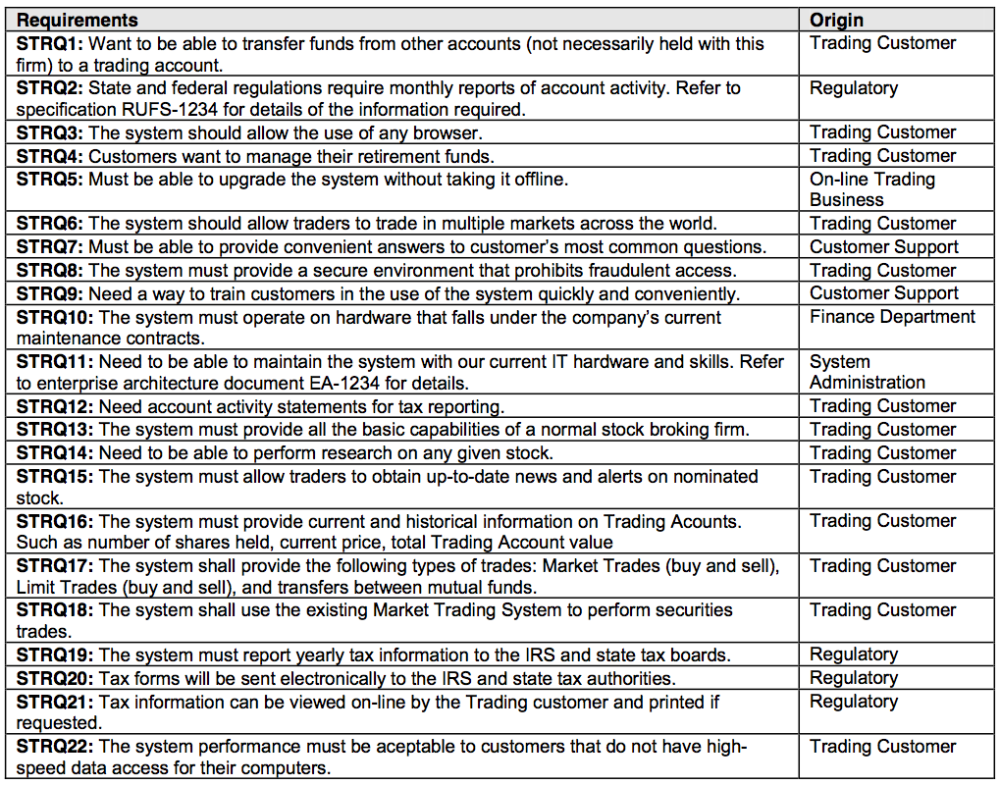 Requirements Origin
STRQ1: Want to be able to transfer funds from other accounts (not necessarily held with this Trading Customer
firm) to a trading account.
STRQ2: State and federal regulations require monthly reports of account activity. Refer to Regulatory
specification RUFS-1234 for details of the information required.
STRQ3: The system should allow the use of any browser. Trading Customer
STRQ4: Customers want to manage their retirement funds. Trading Customer
STRQ5: Must be able to upgrade the system without taking it offline. On-line Trading
Business
STRQ6: The system should allow traders to trade in multiple markets across the world. Trading Customer
STRQ7: Must be able to provide convenient answers to customer's most common questions. Customer Support
STRQ8: The system must provide a secure environment that prohibits fraudulent access. Trading Customer
STRQ9: Need a way to train customers in the use of the system quickly and conveniently. Customer Support
STRQ10: The system must operate on hardware that falls under the company's current Finance Department
maintenance contracts.
STRQ11: Need to be able to maintain the system with our current IT hardware and skills. Refer System
to enterprise architecture document EA-1234 for details. Administration
STRQ12: Need account activity statements for tax reporting. Trading Customer
STRQ13: The system must provide all the basic capabilities of a normal stock broking firm. Trading Customer
STRQ14: Need to be able to perform research on any given stock. Trading Customer
STRQ15: The system must allow traders to obtain up-to-date news and alerts on nominated Trading Customer
stock.
STRQ16: The system must provide current and historical information on Trading Acounts. Trading Customer
Such as number of shares held, current price, total Trading Account value
STRQ17: The system shall provide the following types of trades: Market Trades (buy and sell), Trading Customer
Limit Trades (buy and sell), and transfers between mutual funds.
STRQ18: The system shall use the existing Market Trading System to perform securities Trading Customer
trades.
STRQ19: The system must report yearly tax information to the IRS and state tax boards. Regulatory
STRQ20: Tax forms will be sent electronically to the IRS and state tax authorities. Regulatory
STRQ21: Tax information can be viewed on-line by the Trading customer and printed if Regulatory
requested.
STRQ22: The system performance must be aceptable to customers that do not have high- Trading Customer
speed data access for their computers.